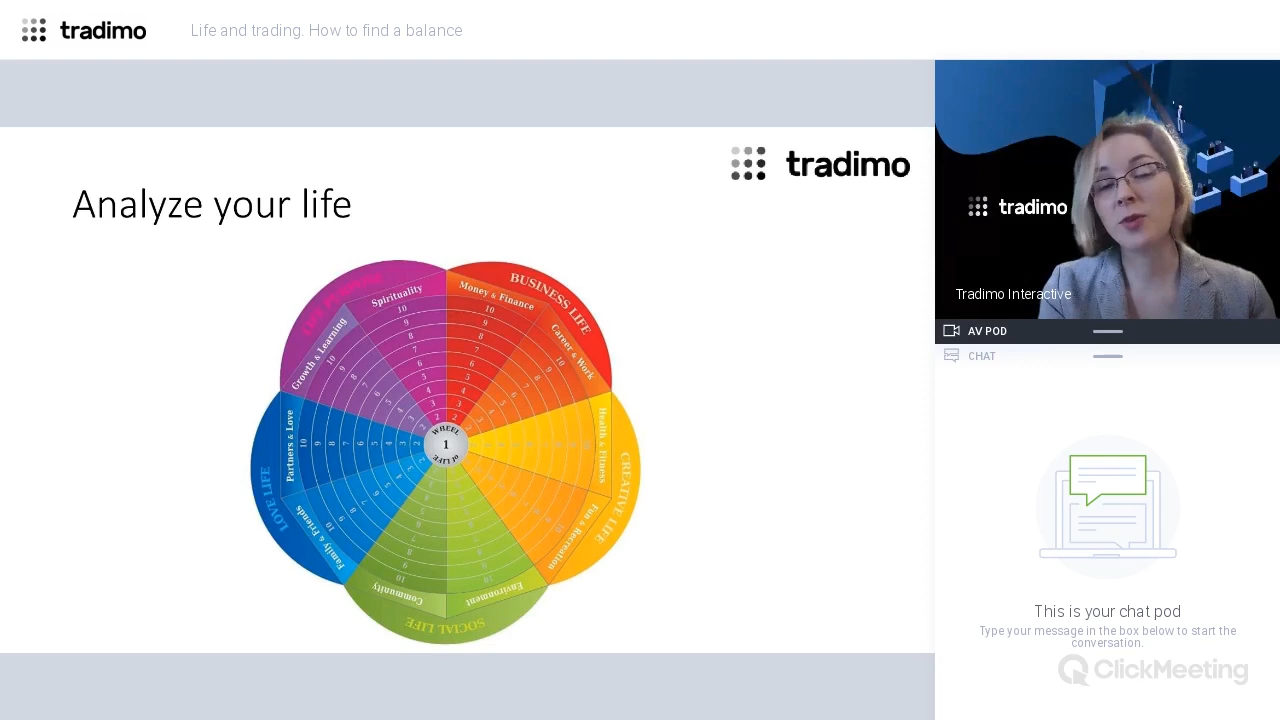 tradimo
Life and trading. How to find a balance
tradimo
Analyze your life
BUSINESS LIFE
Spirituality
Money & Finance
Growth & Learning
Career & Work
Partners & Love
Health & Fitness
WHEEL
1
of LIFE
LOVE LIFE
CREATIVE LIFE
Family & Friends
Fun & Recreation
Community
Environment
SOCIAL LIFE
tradimo
Tradimo Interactive
AV POD
CHAT
This is your chat pod
Type your message in the box below to start the
conversation.
ClickMeeting